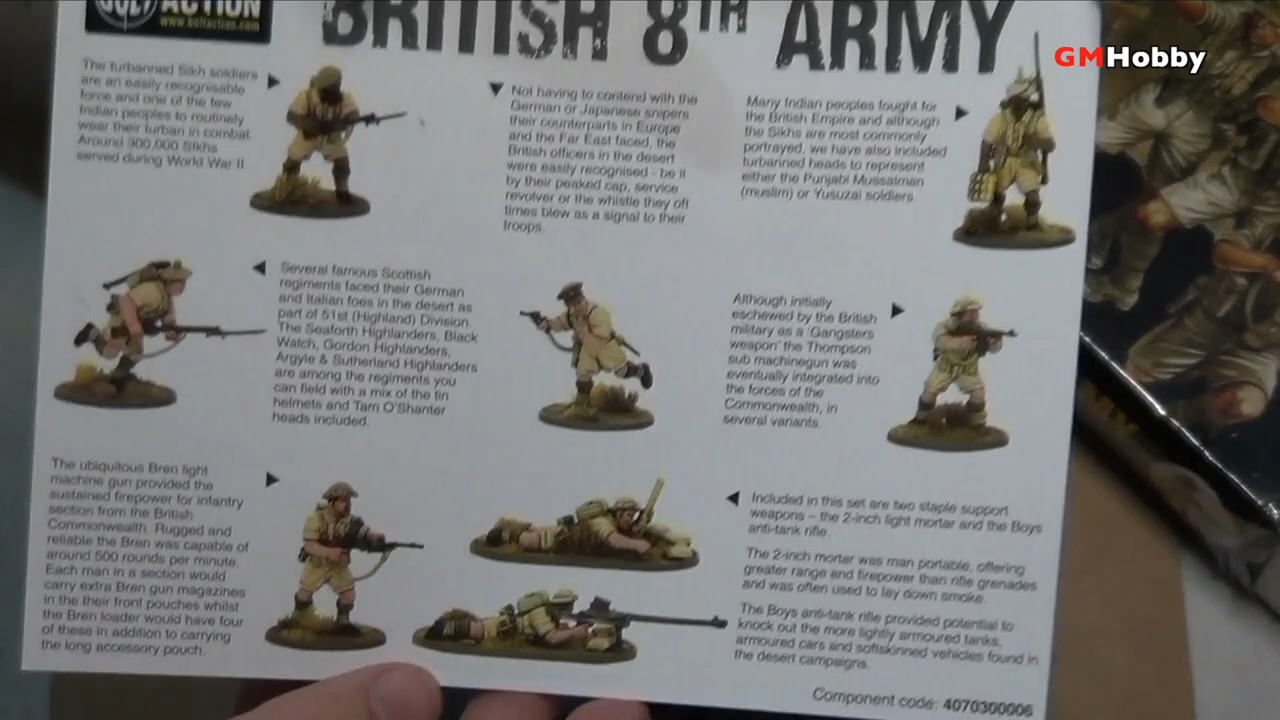 BOLT ACTION
www.boltaction.com
BRITISH 8TH ARMY
GMHobby
The turbanned Sikh soldiers
are an easily recognisable
force and one of the few
Indian peoples to routinely
wear their turban in combat.
Around 300,000 Sikhs
served during World War II
Not having to contend with the
German or Japanese snipers
their counterparts in Europe
and the Far East faced, the
British officers in the desert
were easily recognised - be it
by their peaked cap, service
revolver or the whistle they oft
times blew as a signal to their
troops.
Many Indian peoples fought for
the British Empire and although
the Sikhs are most commonly
portrayed, we have also included
turbanned heads to represent
either the Punjabi Mussalman
(muslim) or Yusuzai soldiers.
Several famous Scottish
regiments faced their German
and Italian foes in the desert as
part of 51st (Highland) Division.
The Seaforth Highlanders, Black
Watch, Gordon Highlanders,
Argyle & Sutherland Highlanders
are among the regiments you
can field with a mix of the tin
helmets and Tam O'Shanter
heads included.
Although initially
eschewed by the British
military as a 'Gangsters
weapon' the Thompson
sub machinegun was
eventually integrated into
the forces of the
Commonwealth, in
several variants.
The ubiquitous Bren light
machine gun provided the
sustained firepower for infantry
section from the British
Commonwealth. Rugged and
reliable the Bren was capable of
around 500 rounds per minute.
Each man in a section would
carry extra Bren gun magazines
in the their front pouches whilst
the Bren loader would have four
of these in addition to carrying
the long accessory pouch.
Included in this set are two staple support
weapons – the 2-inch light mortar and the Boys
anti-tank rifle.
The 2-inch mortar was man portable, offering
greater range and firepower than rifle grenades
and was often used to lay down smoke.
The Boys anti-tank rifle provided potential to
knock out the more lightly armoured tanks,
armoured cars and softskinned vehicles found in
the desert campaigns.
Component code: 4070300006